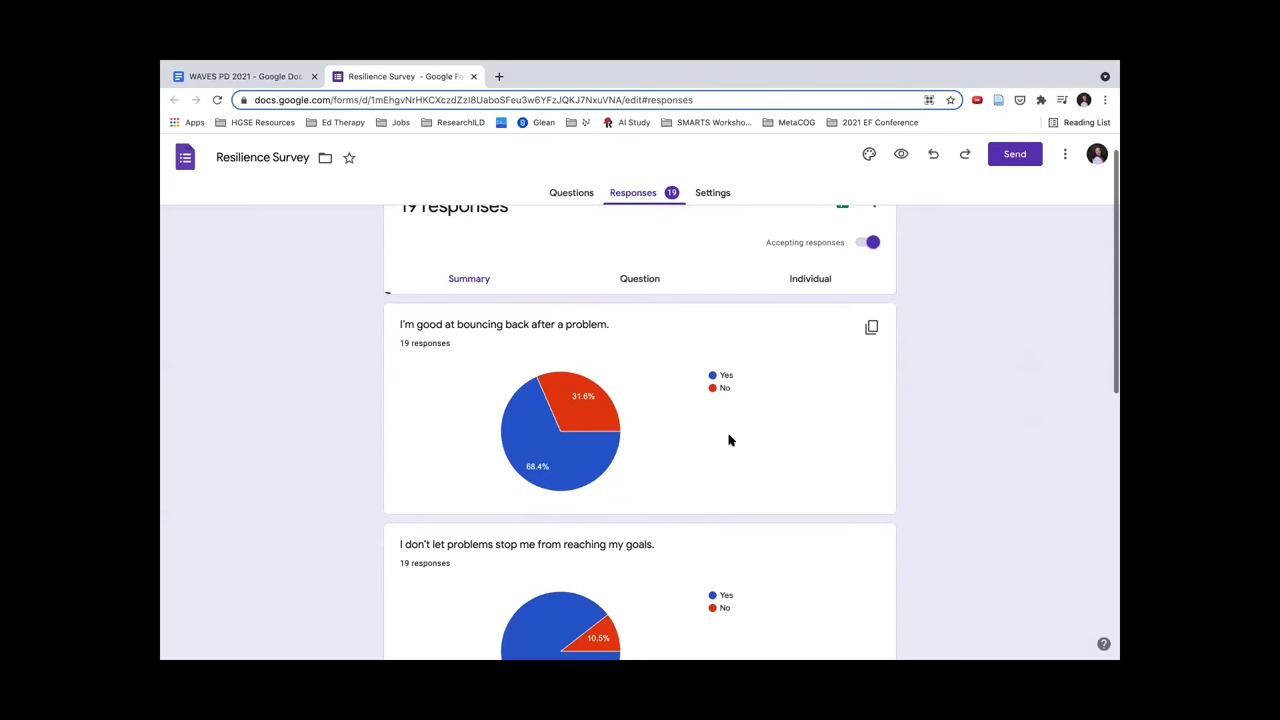 WAVES PD 2021 - Google Doc
Resilience Survey - Google Fo
docs.google.com/forms/d/1mEhgvNrHKCXczdZzI8UaboSFeu3w6YFzJQKJ7NxuVNA/edit#responses
Apps HGSE Resources Ed Therapy Jobs ResearchILD Glean AI Study SMARTS Worksho... MetaCOG 2021 EF Conference Reading List
Resilience Survey
Send
Questions Responses 19 Settings
19 responses
Accepting responses
Summary Question Individual
I'm good at bouncing back after a problem.
19 responses
Yes
No
31.6%
68.4%
I don't let problems stop me from reaching my goals.
19 responses
Yes
No
10.5%